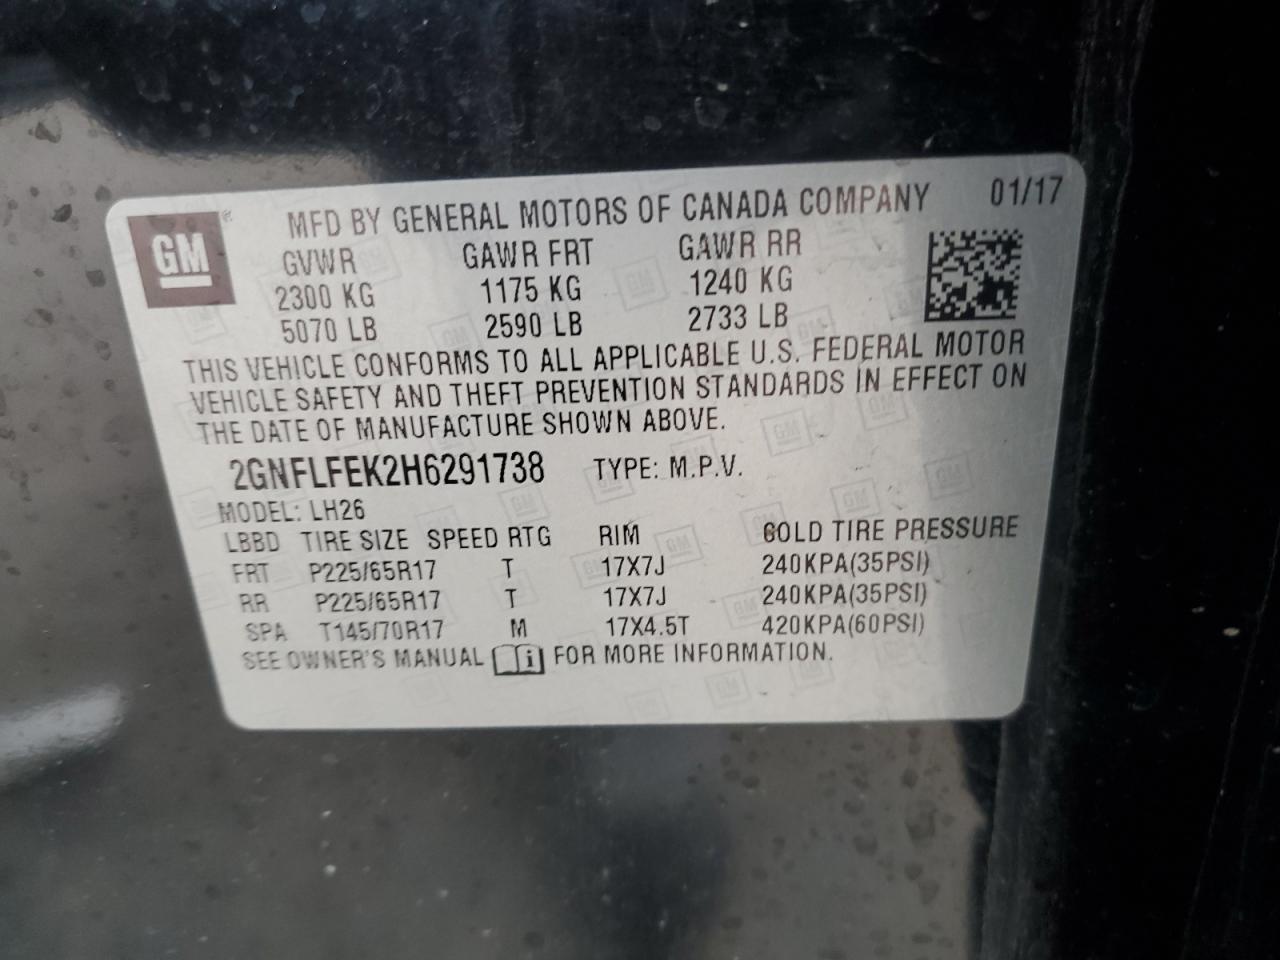 GM ® MFD BY GENERAL MOTORS OF CANADA COMPANY 01/17
GVWR GAWR FRT GAWR RR
2300 KG 1175 KG 1240 KG
5070 LB 2590 LB 2733 LB
THIS VEHICLE CONFORMS TO ALL APPLICABLE U.S. FEDERAL MOTOR
VEHICLE SAFETY AND THEFT PREVENTION STANDARDS IN EFFECT ON
THE DATE OF MANUFACTURE SHOWN ABOVE.
2GNFLFEK2H6291738 TYPE: M.P.V.
MODEL: LH26
LBBD TIRE SIZE SPEED RTG RIM COLD TIRE PRESSURE
FRT P225/65R17 T 17X7J 240KPA(35PSI)
RR P225/65R17 T 17X7J 240KPA(35PSI)
SPA T145/70R17 M 17X4.5T 420KPA(60PSI)
SEE OWNER'S MANUAL i FOR MORE INFORMATION.